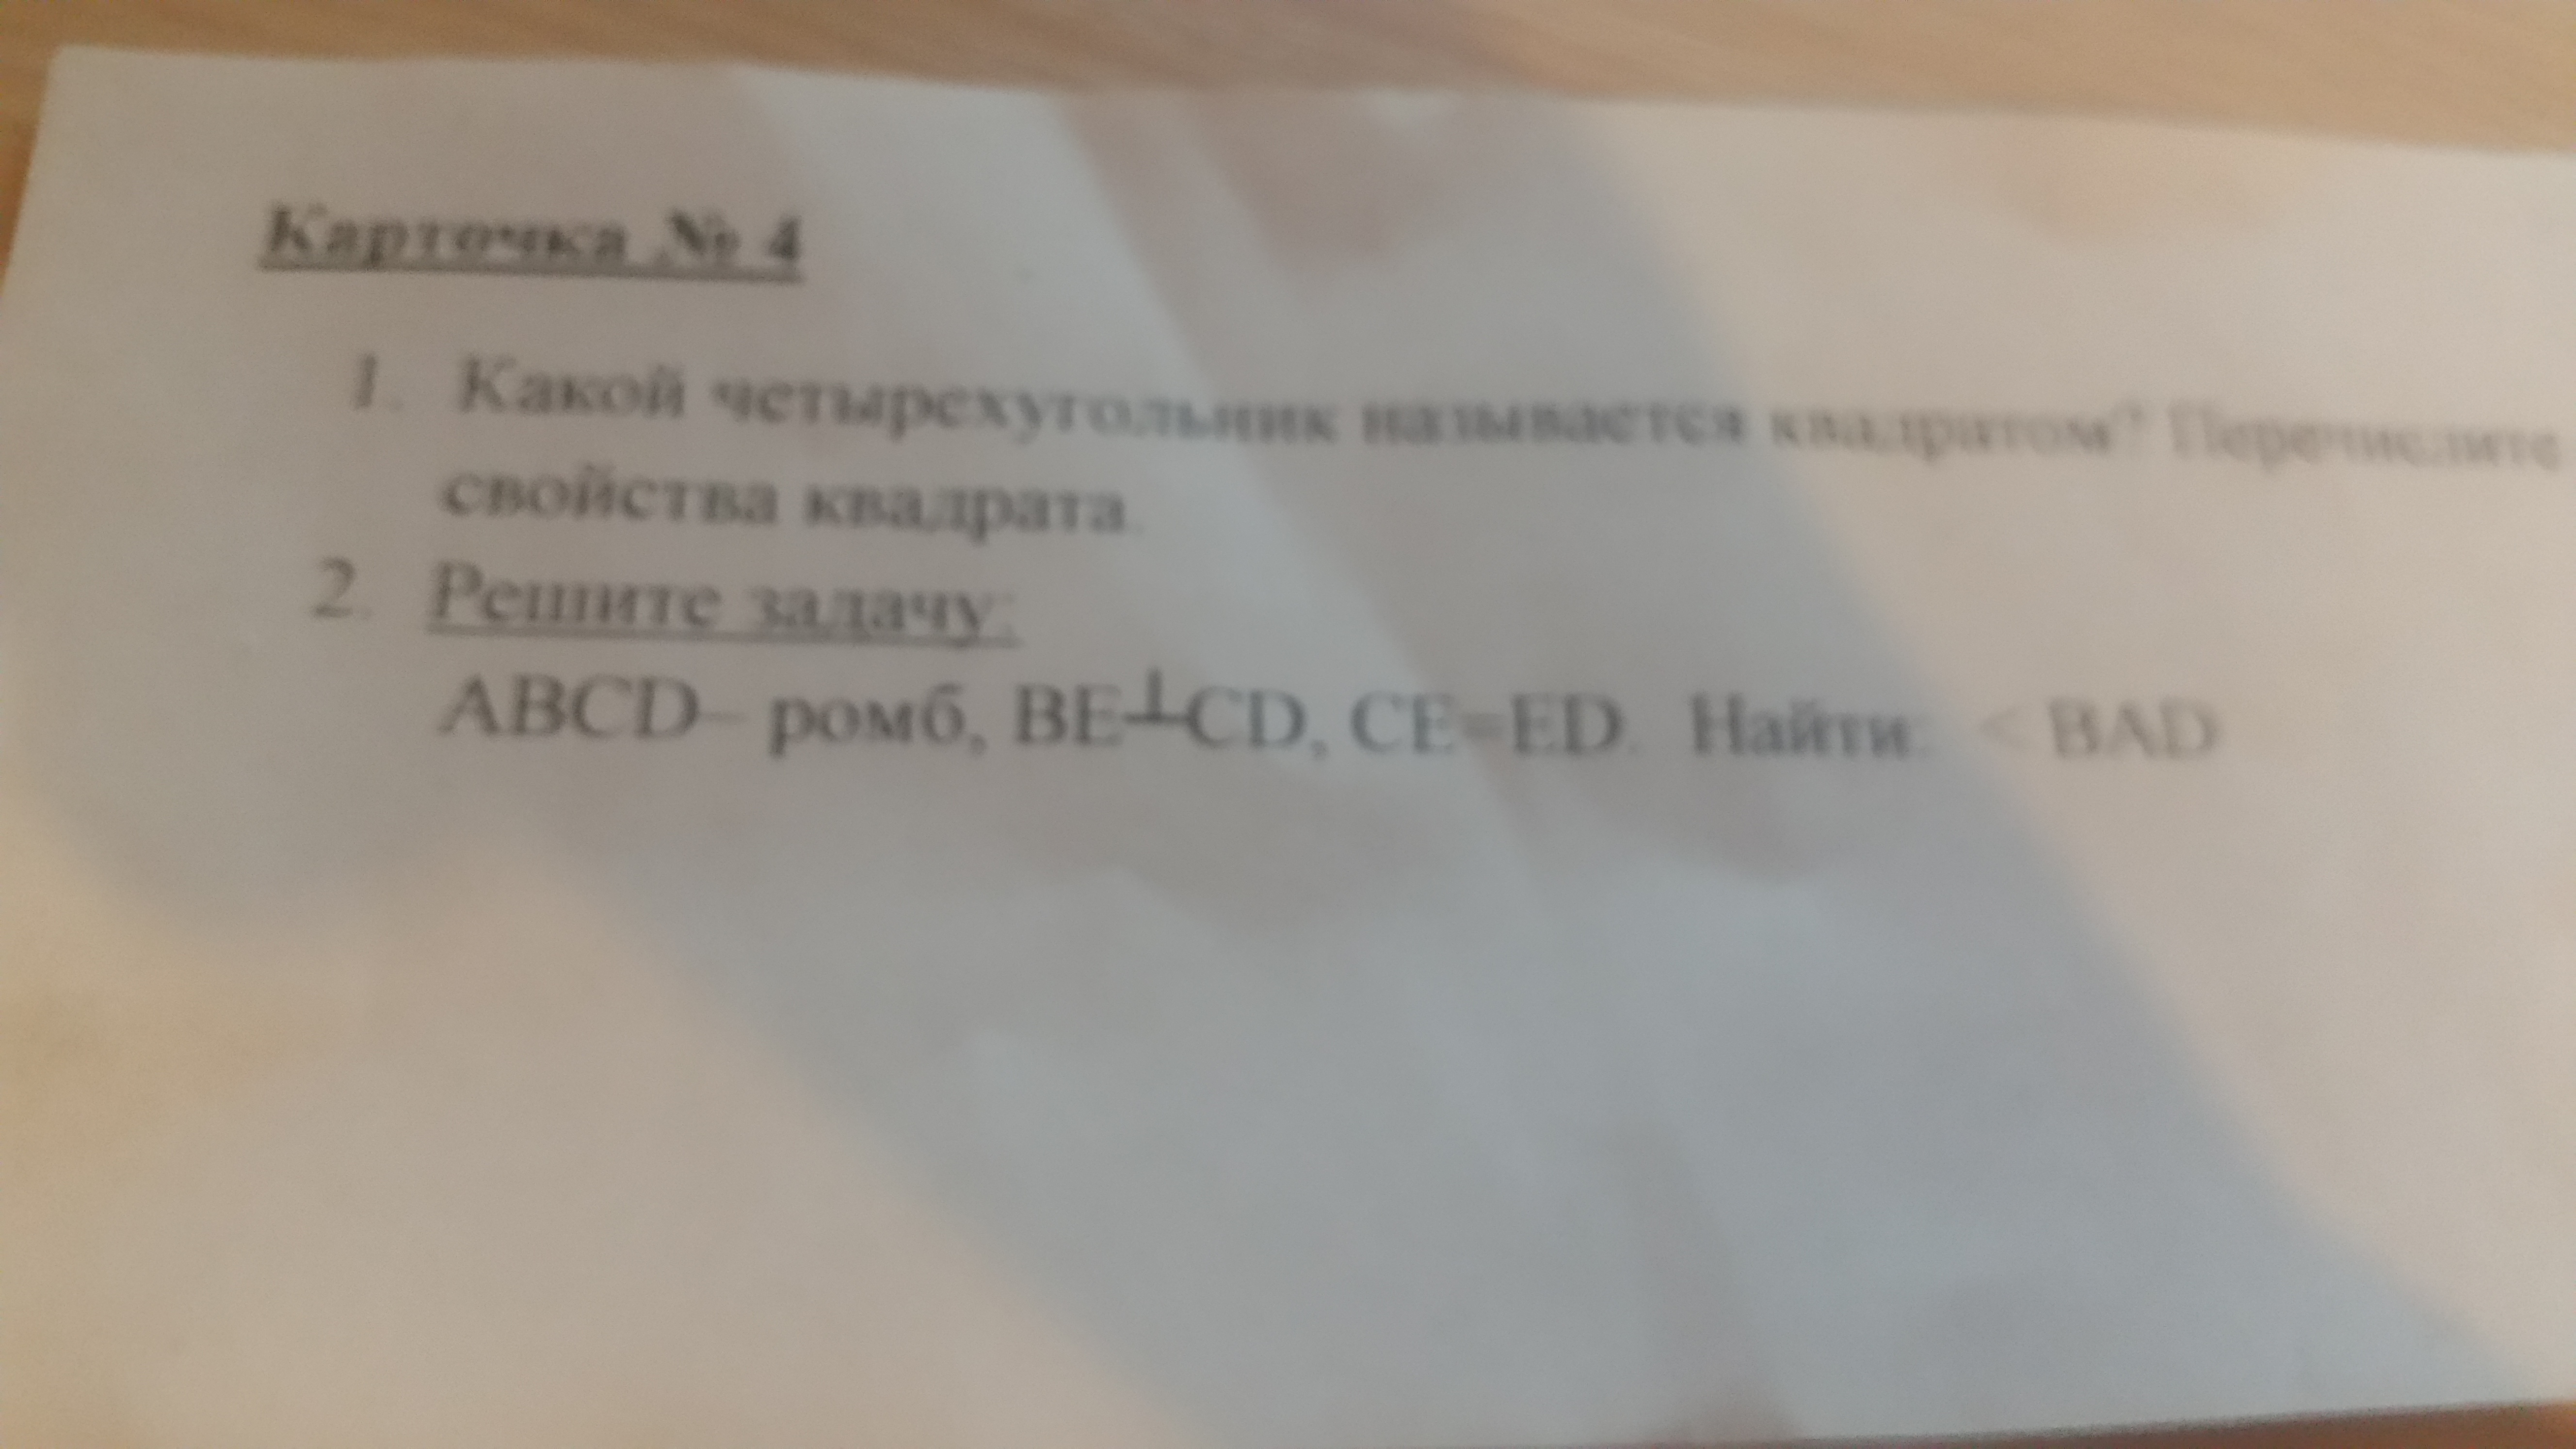 Карточка № 4
1. Какой четырехугольник называется квадратом? Перечислите
свойства квадрата.
2. Решите задачу:
ABCD– ромб, BE┴CD, CE=ED. Найти: < BAD